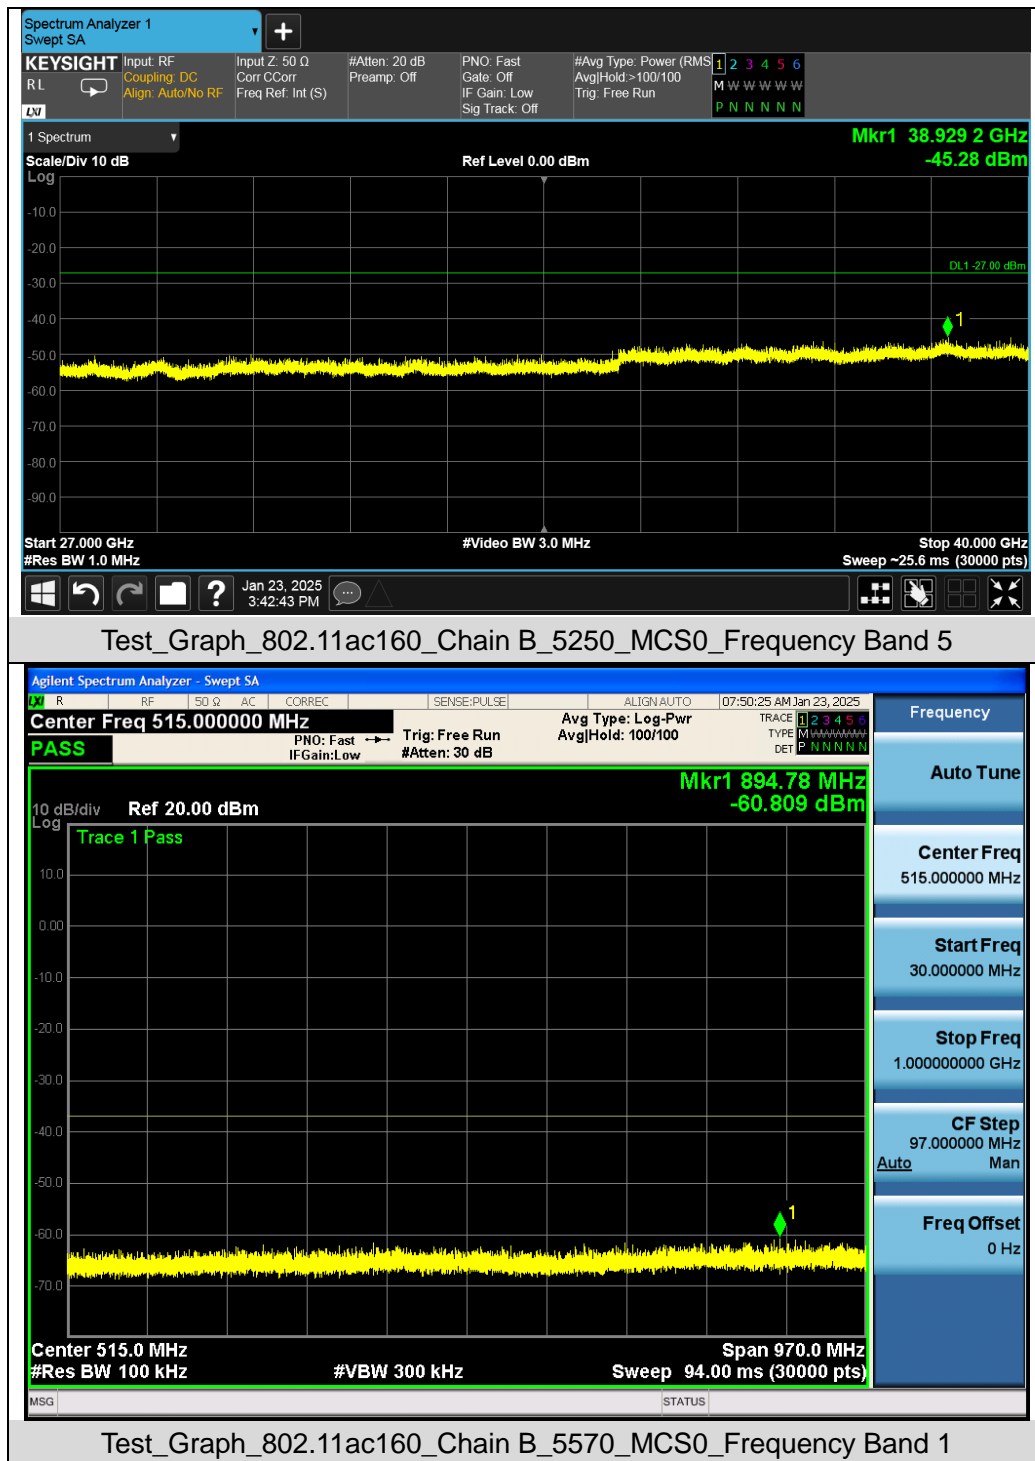 Spectrum Analyzer 1
Swept SA
KEYSIGHT
R L
LXI
Input: RF
Coupling: DC
Align: Auto/No RF
Input Z: 50 Ω
Corr CCorr
Freq Ref: Int (S)
#Atten: 20 dB
Preamp: Off
PNO: Fast
Gate: Off
IF Gain: Low
Sig Track: Off
#Avg Type: Power (RMS
Avg|Hold:>100/100
Trig: Free Run
1 2 3 4 5 6
M W W W W W
P N N N N N
1 Spectrum
Mkr1 38.929 2 GHz
Scale/Div 10 dB
Ref Level 0.00 dBm
-45.28 dBm
Log
-10.0
-20.0
DL1 -27.00 dBm
-30.0
-40.0
1
-50.0
-60.0
-70.0
-80.0
-90.0
Start 27.000 GHz
#Video BW 3.0 MHz
Stop 40.000 GHz
#Res BW 1.0 MHz
Sweep ~25.6 ms (30000 pts)
Jan 23, 2025
3:42:43 PM
Test_Graph_802.11ac160_Chain B_5250_MCS0_Frequency Band 5
Agilent Spectrum Analyzer - Swept SA
LXI R RF 50 Ω AC CORREC SENSE:PULSE ALIGN AUTO 07:50:25 AM Jan 23, 2025
Center Freq 515.000000 MHz
PASS
PNO: Fast
IFGain:Low
Trig: Free Run
#Atten: 30 dB
Avg Type: Log-Pwr
Avg|Hold: 100/100
TRACE 1 2 3 4 5 6
TYPE M W W W W W
DET P N N N N N
Frequency
Auto Tune
Center Freq
515.000000 MHz
Start Freq
30.000000 MHz
Stop Freq
1.000000000 GHz
CF Step
97.000000 MHz
Auto Man
Freq Offset
0 Hz
Mkr1 894.78 MHz
-60.809 dBm
10 dB/div Ref 20.00 dBm
Log
Trace 1 Pass
10.0
0.00
-10.0
-20.0
-30.0
-40.0
-50.0
1
-60.0
-70.0
Center 515.0 MHz
Span 970.0 MHz
#Res BW 100 kHz
#VBW 300 kHz
Sweep 94.00 ms (30000 pts)
MSG
STATUS
Test_Graph_802.11ac160_Chain B_5570_MCS0_Frequency Band 1